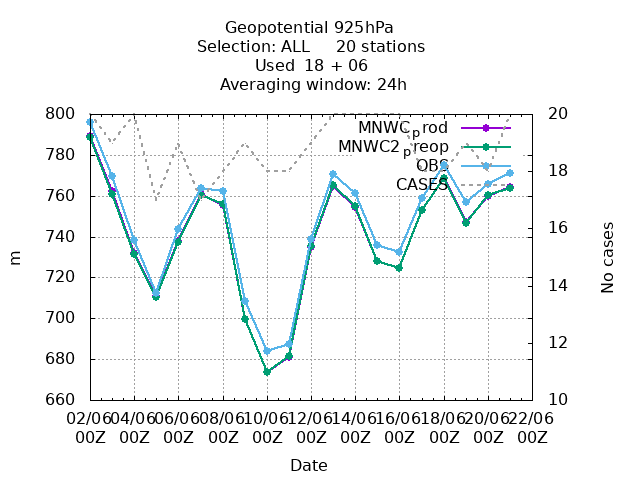 Geopotential 925hPa
Selection: ALL     20 stations
Used  18 + 06
Averaging window: 24h
800
780
760
740
720
700
680
660
m
20
18
16
14
12
10
No cases
MNWC_prod
MNWC2_preop
OBS
CASES
02/06 04/06 06/06 08/06 10/06 12/06 14/06 16/06 18/06 20/06 22/06
00Z 00Z 00Z 00Z 00Z 00Z 00Z 00Z 00Z 00Z 00Z
Date